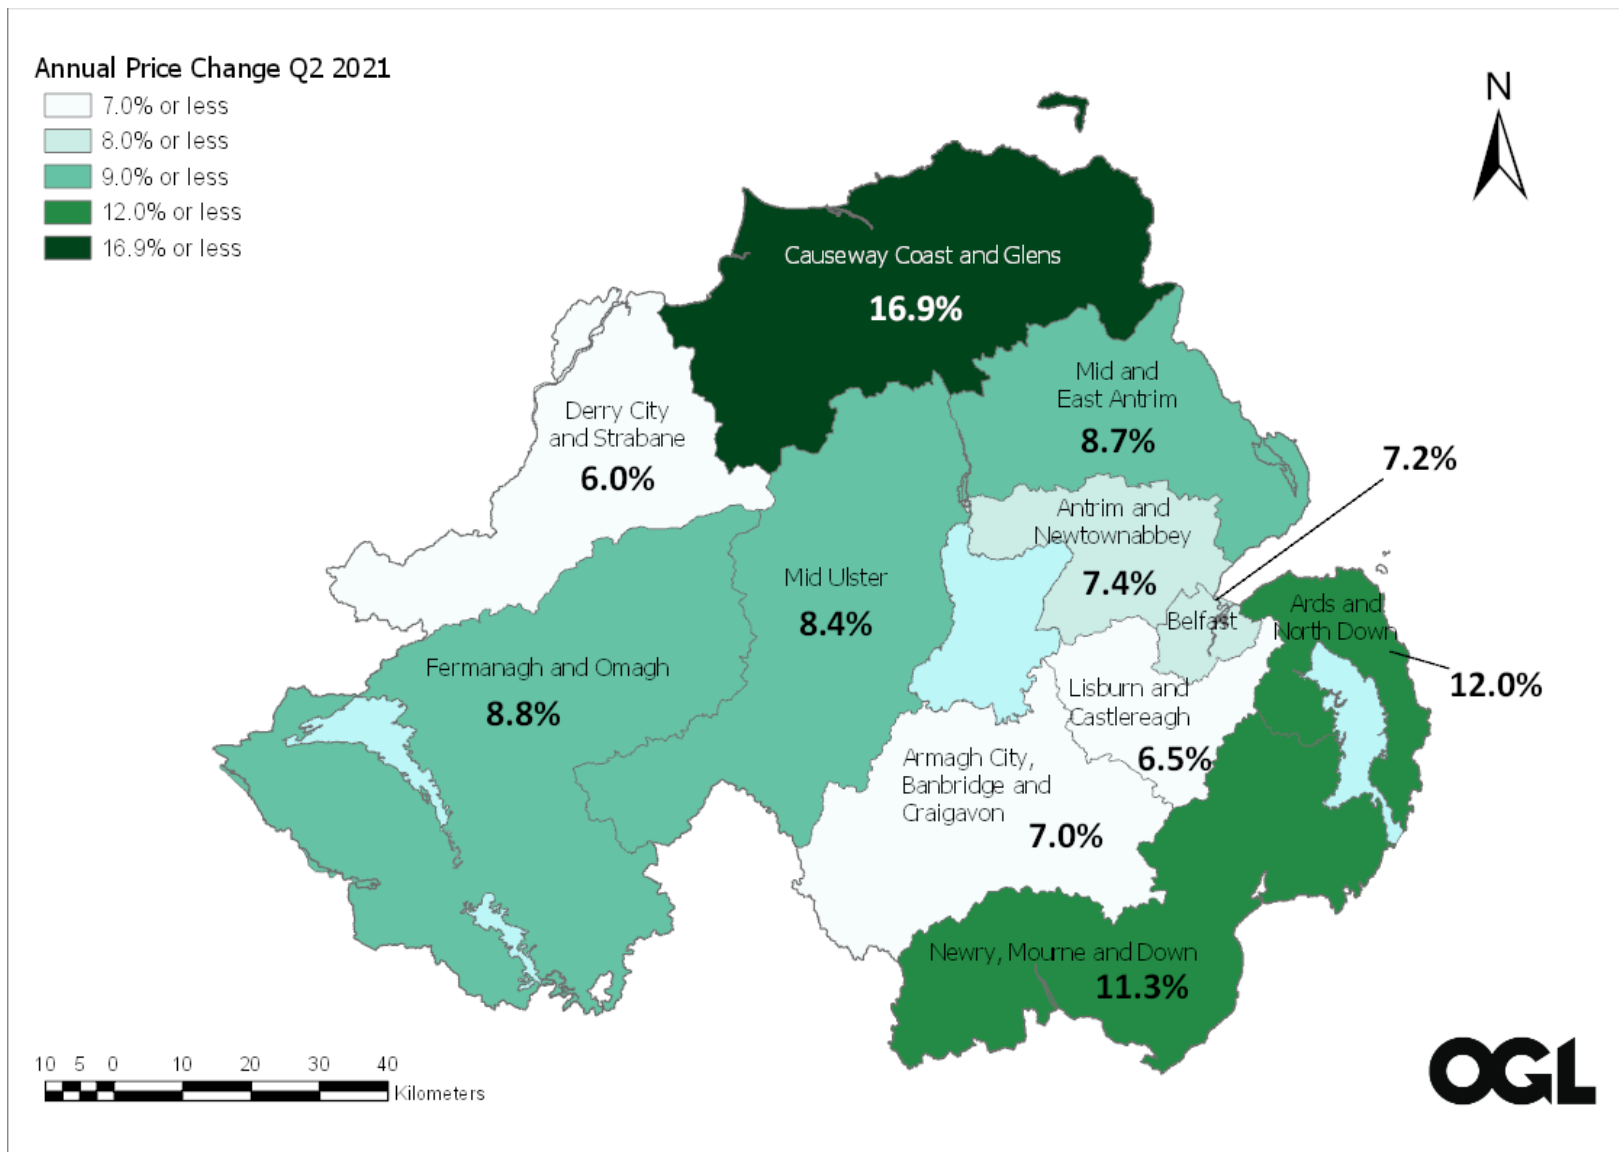 Annual Price Change Q2 2021
7.0% or less
8.0% or less
9.0% or less
12.0% or less
16.9% or less
N
Causeway Coast and Glens
16.9%
Mid and
East Antrim
8.7%
Derry City
and Strabane
6.0%
7.2%
Antrim and
Newtownabbey
7.4%
Mid Ulster
8.4%
Belfast
Ards and
North Down
12.0%
Fermanagh and Omagh
8.8%
Lisburn and
Castlereagh
6.5%
Armagh City,
Banbridge and
Craigavon
7.0%
Newry, Mourne and Down
11.3%
10 5 0 10 20 30 40
Kilometers
OGL